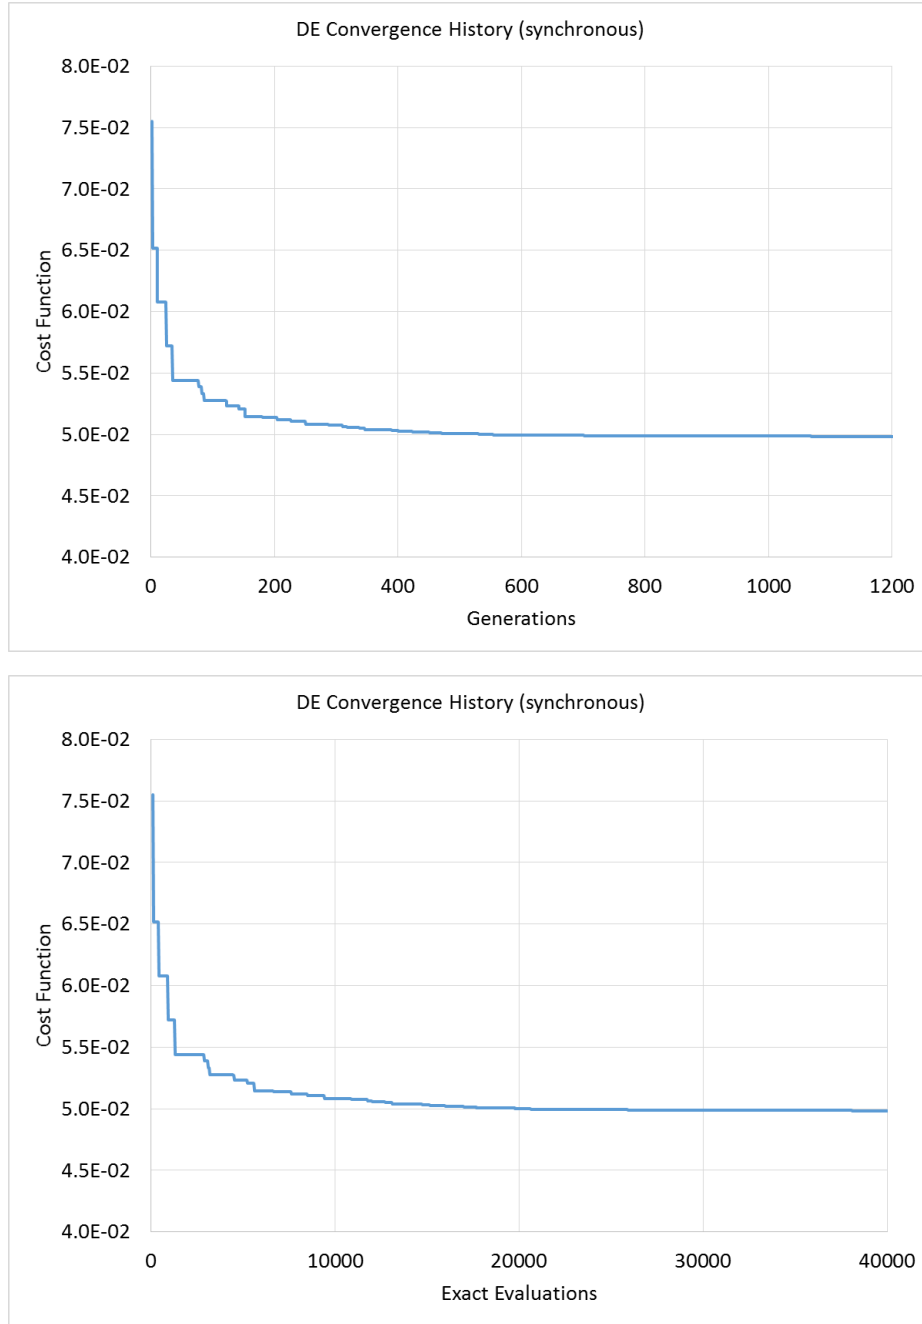 DE Convergence History (synchronous)
8.0E-02
7.5E-02
7.0E-02
6.5E-02
6.0E-02
5.5E-02
5.0E-02
4.5E-02
4.0E-02
Cost Function
0 200 400 600 800 1000 1200
Generations
DE Convergence History (synchronous)
8.0E-02
7.5E-02
7.0E-02
6.5E-02
6.0E-02
5.5E-02
5.0E-02
4.5E-02
4.0E-02
Cost Function
0 10000 20000 30000 40000
Exact Evaluations